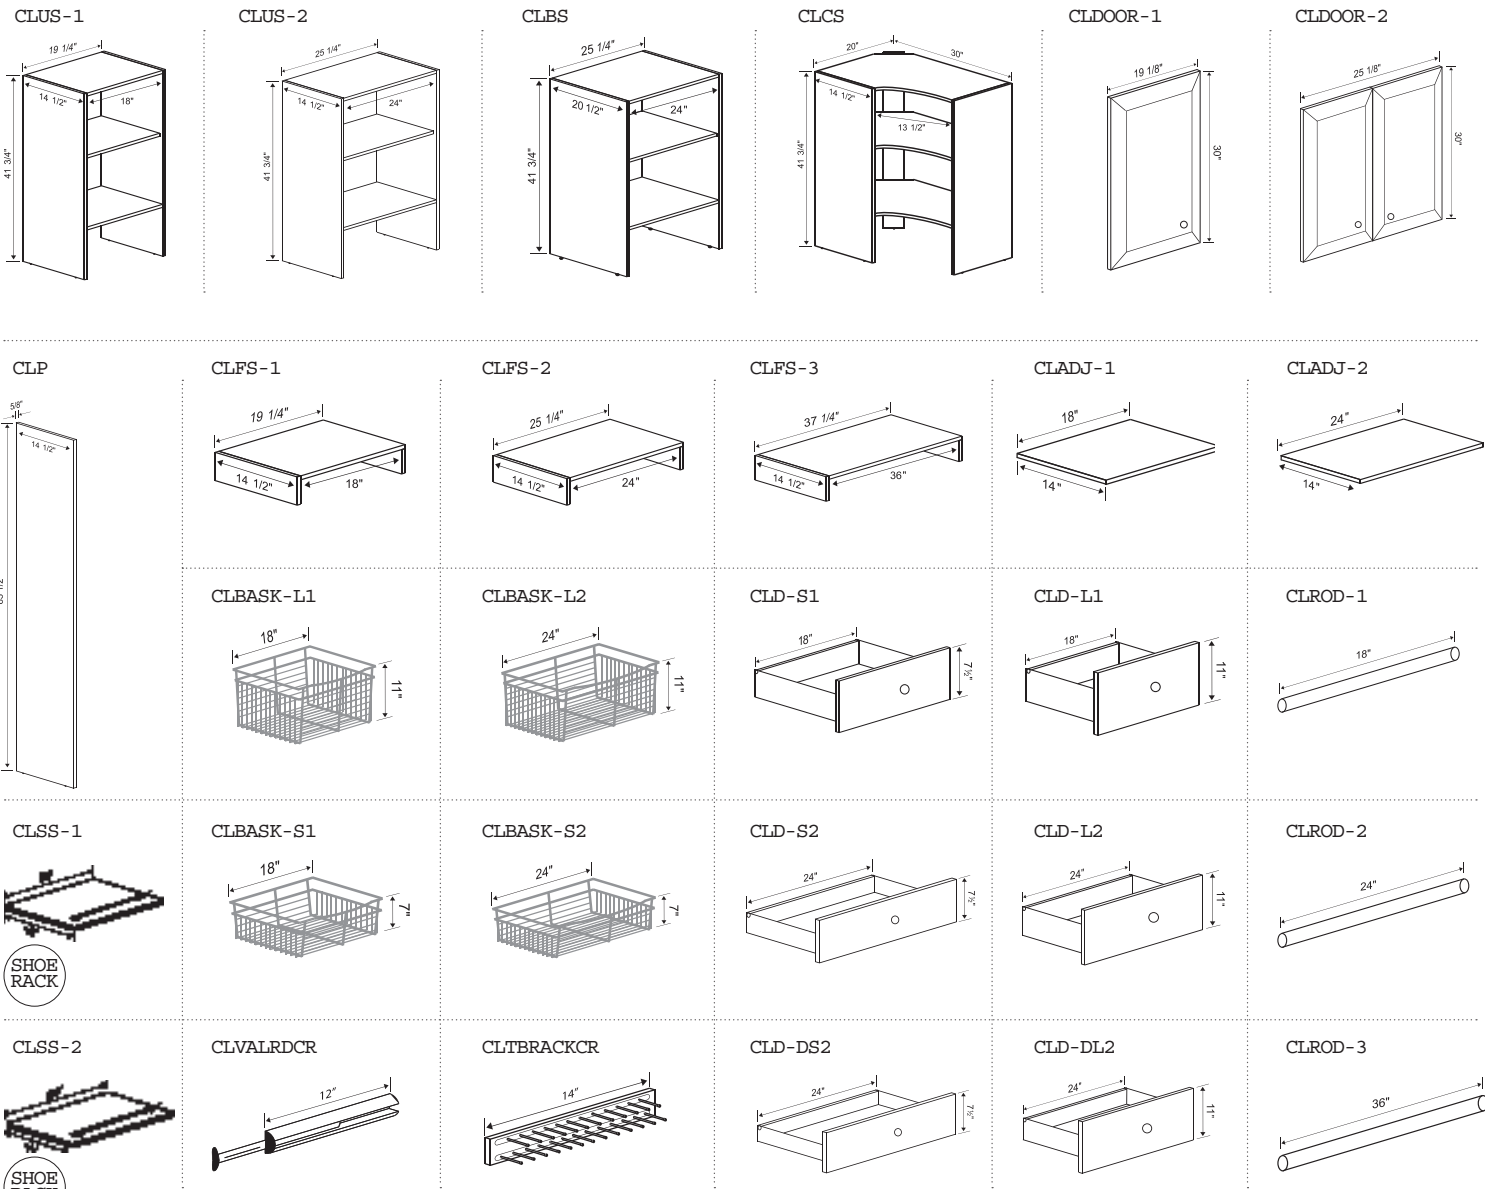 CLUS-1 CLUS-2 CLBS CLCS CLDOOR-1 CLDOOR-2
19 1/4" 14 1/2" 18" 41 3/4"
25 1/4" 14 1/2" 24" 41 3/4"
25 1/4" 20 1/2" 24" 41 3/4"
20" 30" 14 1/2" 13 1/2" 41 3/4"
19 1/8" 30"
25 1/8" 30"
CLP CLFS-1 CLFS-2 CLFS-3 CLADJ-1 CLADJ-2
5/8" 14 1/2"
19 1/4" 14 1/2" 18"
25 1/4" 14 1/2" 24"
37 1/4" 14 1/2" 36"
18" 14"
24" 14"
CLBASK-L1 CLBASK-L2 CLD-S1 CLD-L1 CLROD-1
18" 11"
24" 11"
18" 7 ½"
18" 11"
18"
CLSS-1 CLBASK-S1 CLBASK-S2 CLD-S2 CLD-L2 CLROD-2
18" 7"
24" 7"
24" 7 ½"
24" 11"
24"
SHOE
RACK
CLSS-2 CLVALRDCR CLTBRACKCR CLD-DS2 CLD-DL2 CLROD-3
12"
14"
24" 7 ½"
24" 11"
36"
SHOE